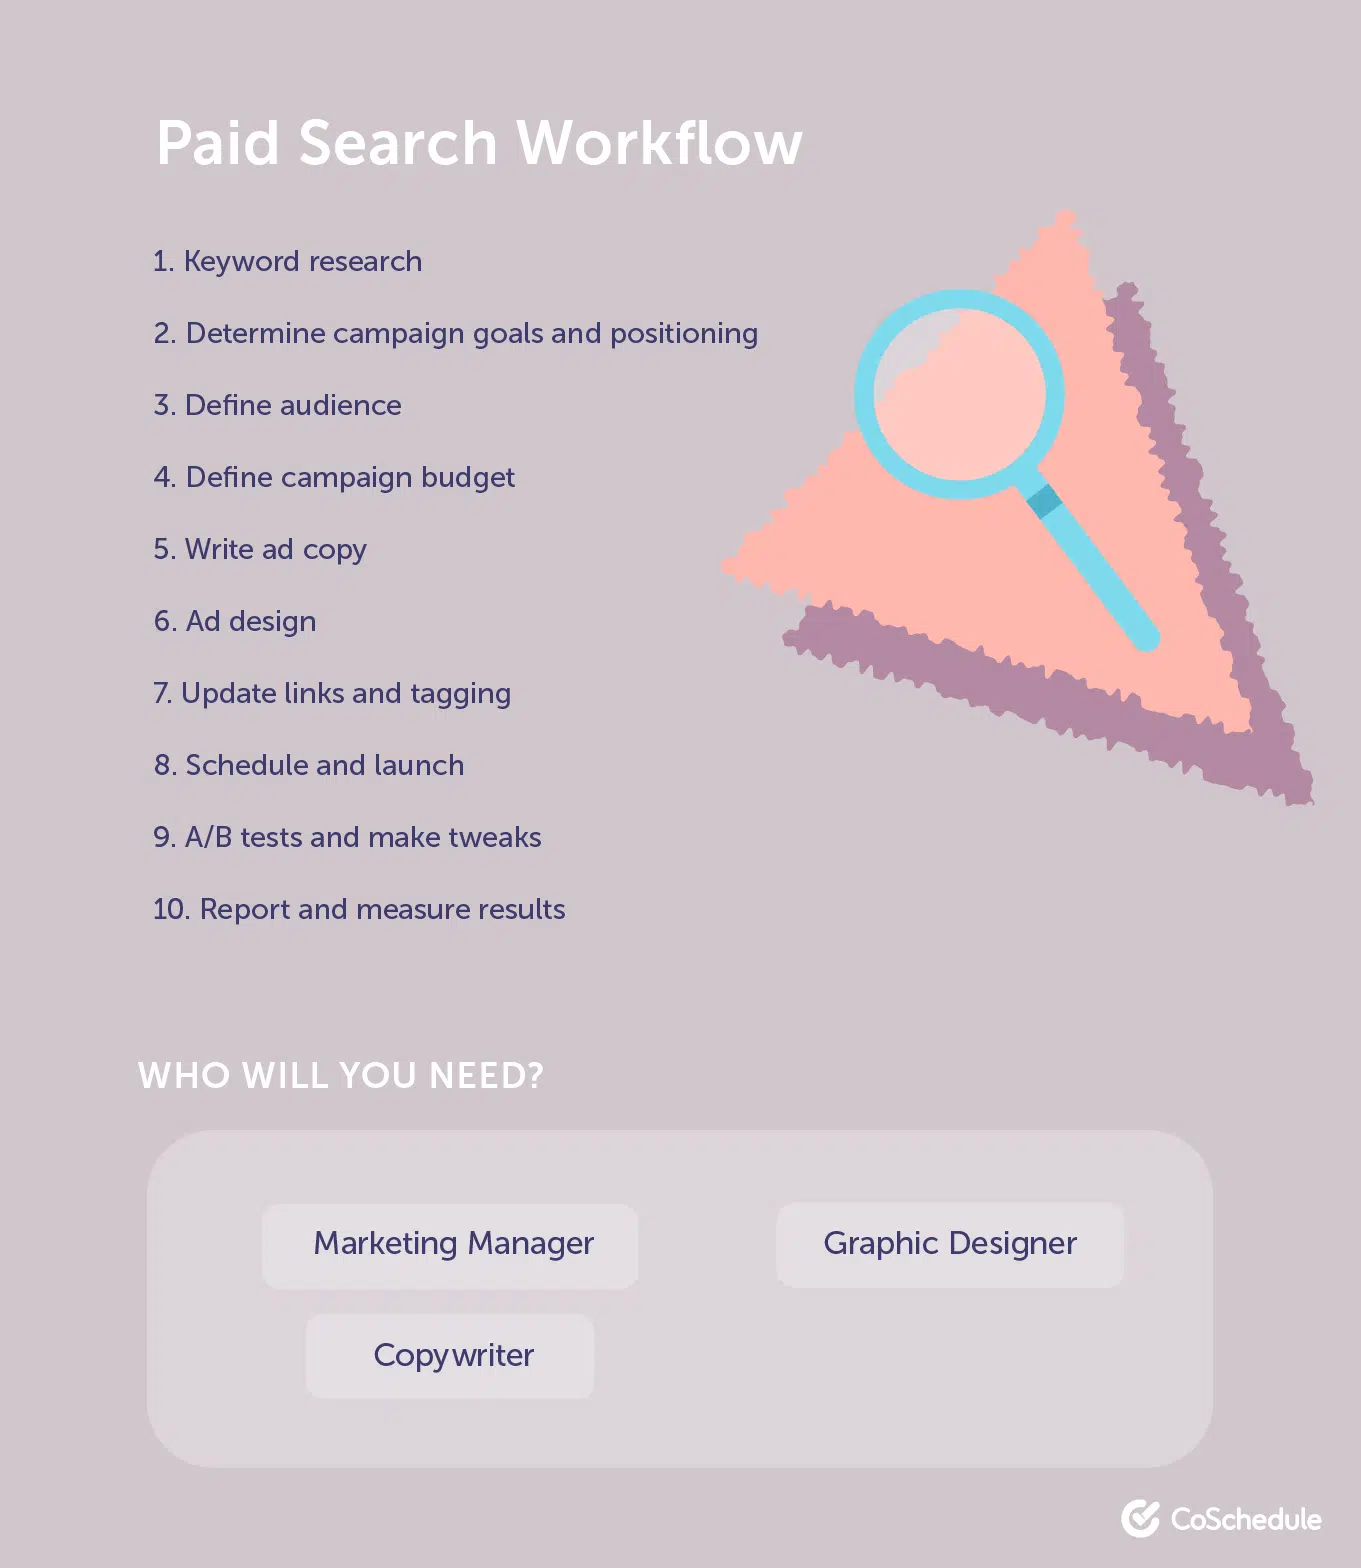 Paid Search Workflow
1. Keyword research
2. Determine campaign goals and positioning
3. Define audience
4. Define campaign budget
5. Write ad copy
6. Ad design
7. Update links and tagging
8. Schedule and launch
9. A/B tests and make tweaks
10. Report and measure results
WHO WILL YOU NEED?
Marketing Manager
Graphic Designer
Copywriter
CoSchedule